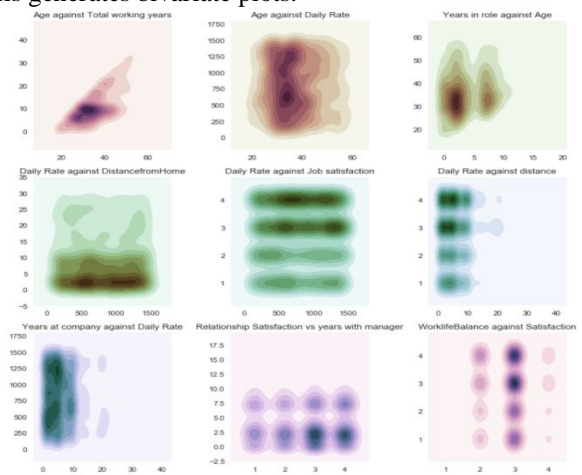 is generates bivariate plots.
Age against Total working years
Age against Daily Rate
Years in role against Age
40
30
20
10
0
20 40 60
1750
1500
1250
1000
750
500
250
0
20 40 60
60
50
40
30
20
0 5 10 15 20
Daily Rate against DistancefromHome
Daily Rate against Job satisfaction
Daily Rate against distance
35
30
25
20
15
10
5
0
-5
0 500 1000 1500
4
3
2
1
0 500 1000 1500
4
3
2
1
0 10 20 30 40
Years at company against Daily Rate
Relationship Satisfaction vs years with manager
WorklifeBalance against Satisfaction
1750
1500
1250
1000
750
500
250
0
0 10 20 30 40
17.5
15.0
12.5
10.0
7.5
5.0
2.5
0.0
-2.5
1 2 3 4
4
3
2
1
1 2 3 4